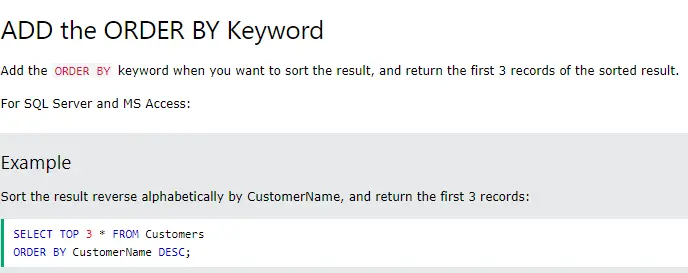 ADD the ORDER BY Keyword
Add the ORDER BY keyword when you want to sort the result, and return the first 3 records of the sorted result.
For SQL Server and MS Access:
Example
Sort the result reverse alphabetically by CustomerName, and return the first 3 records:
SELECT TOP 3 * FROM Customers
ORDER BY CustomerName DESC;